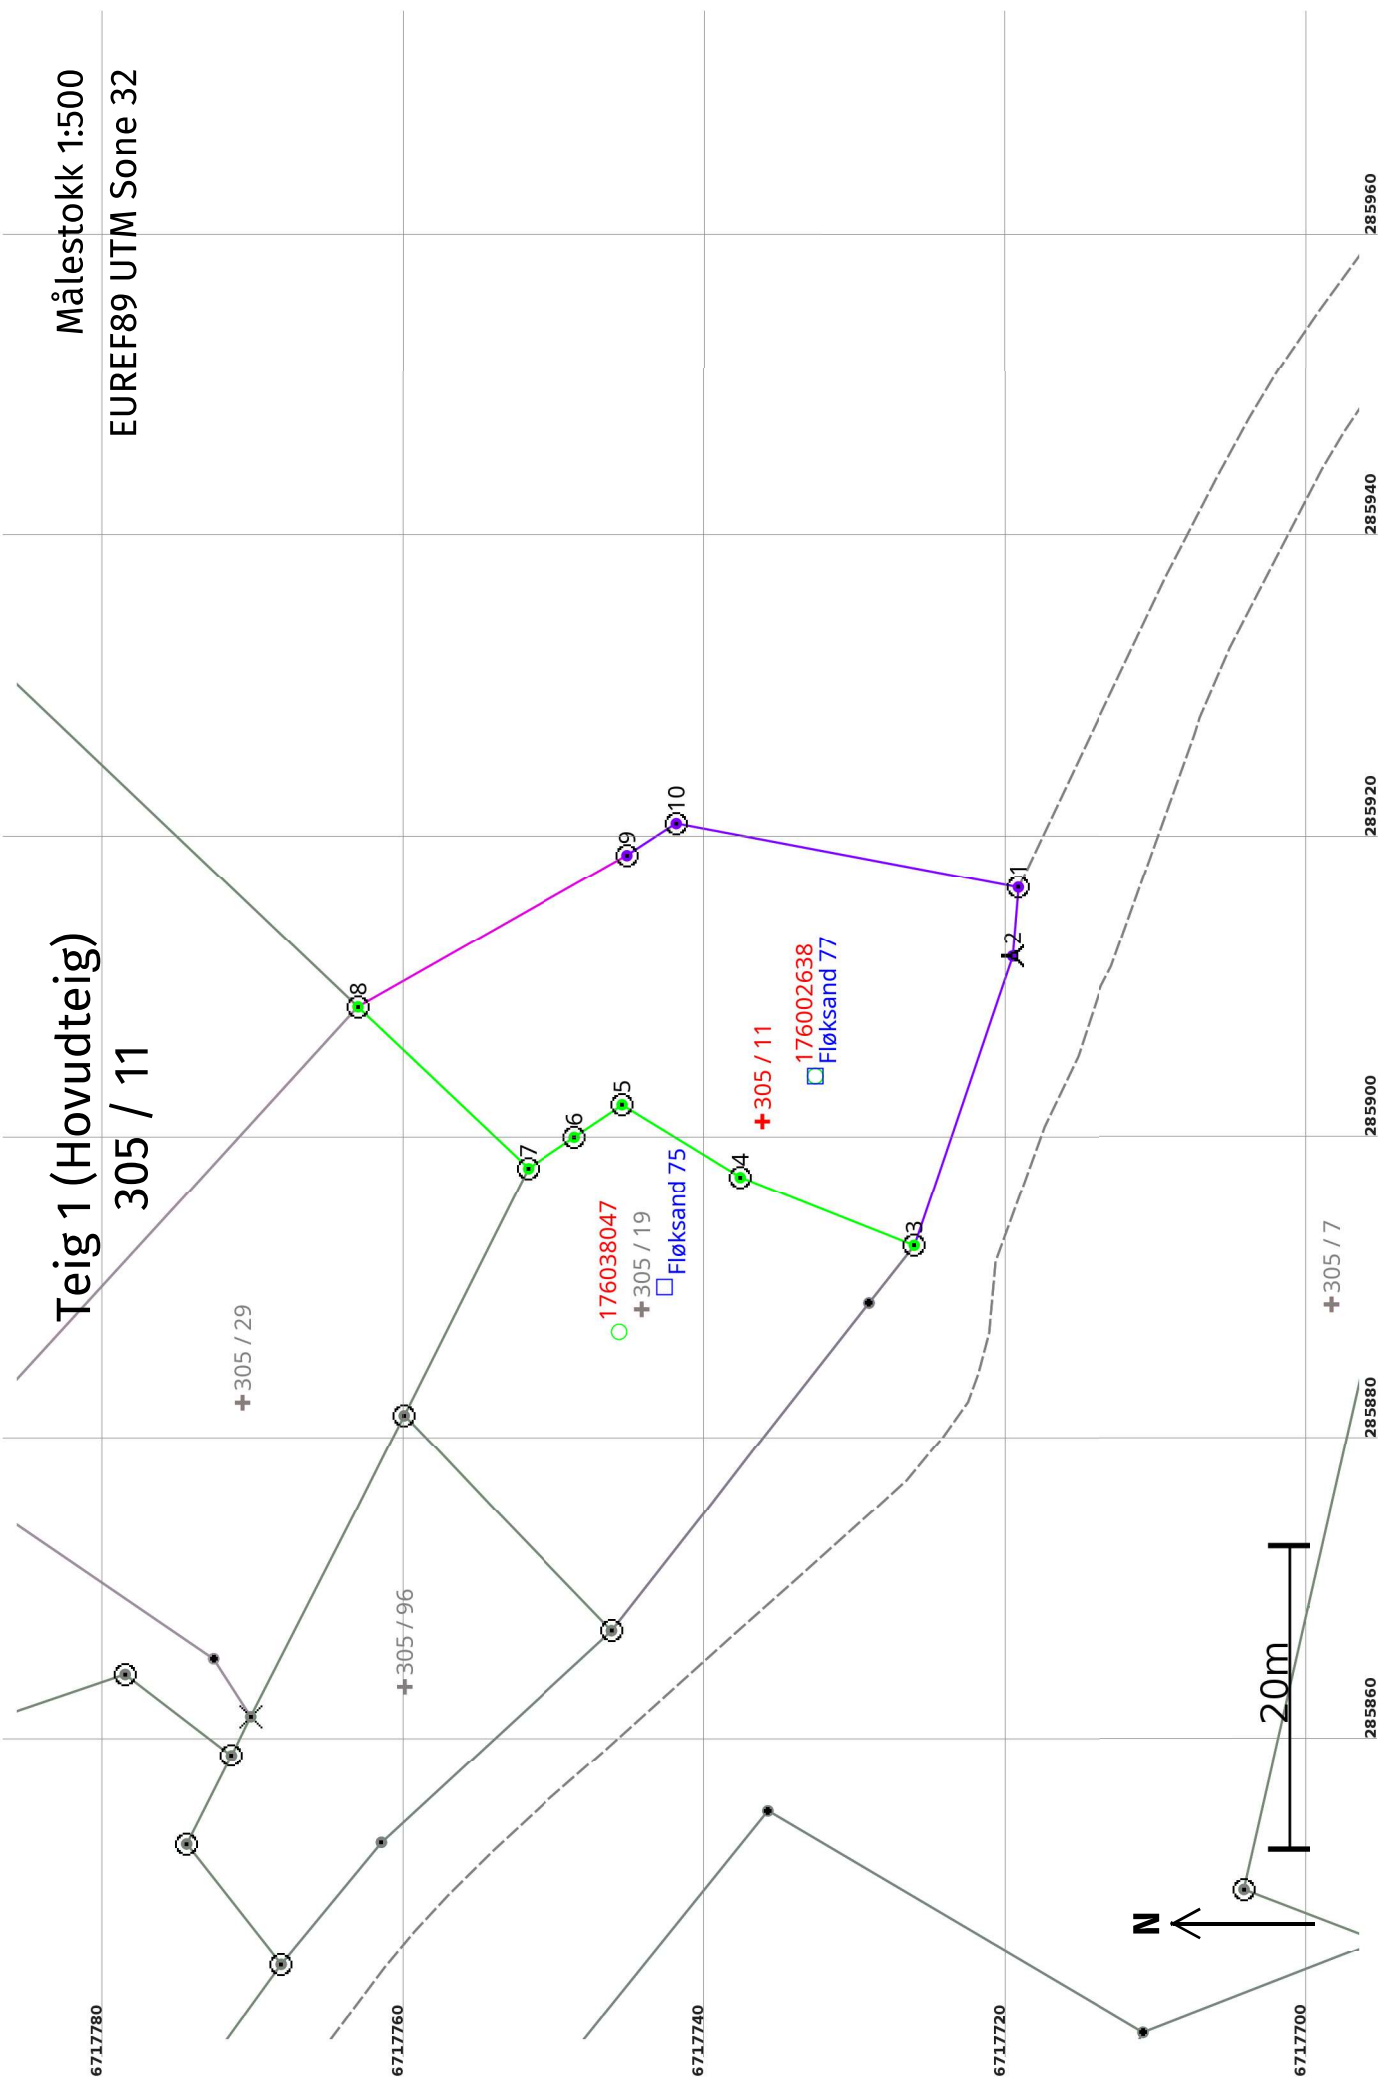 Teig 1 (Hovudteig)
305 / 11
Målestokk 1:500
EUREF89 UTM Sone 32
6717780
6717760
6717740
6717720
6717700
305 / 29
305 / 96
8
7
6
5
9
10
4
3
2
1
176038047
305 / 19
Fløksand 75
305 / 11
176002638
Fløksand 77
305 / 7
N
20m
285860
285880
285900
285920
285940
285960